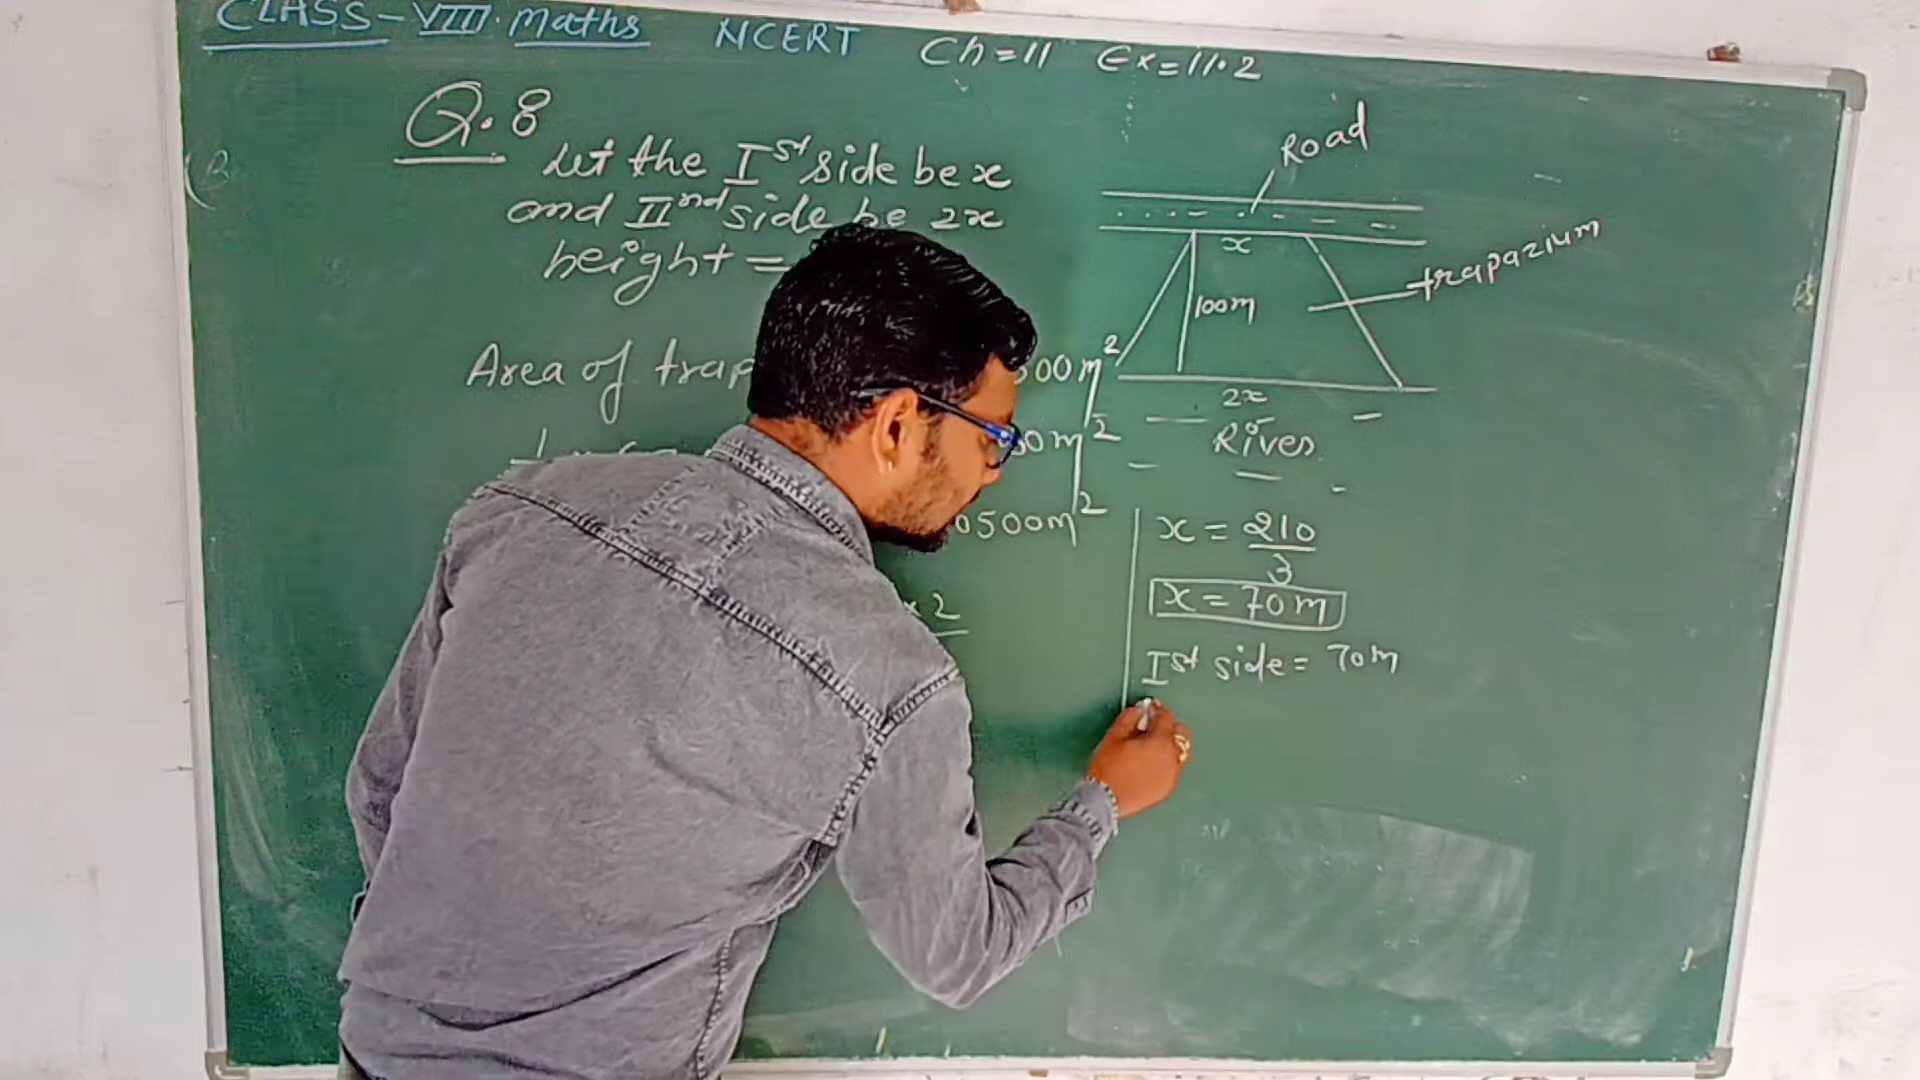 CLASS-VIII. Maths NCERT Ch=11 Ex=11.2
Q.8
Let the Ist side be x
and IInd side be 2x
height =
Area of trap
500m²
00m²
0500m²
× 2
Road
x
100m
trapazium
2x
River
x = 210
3
x = 70m
Ist side = 70m